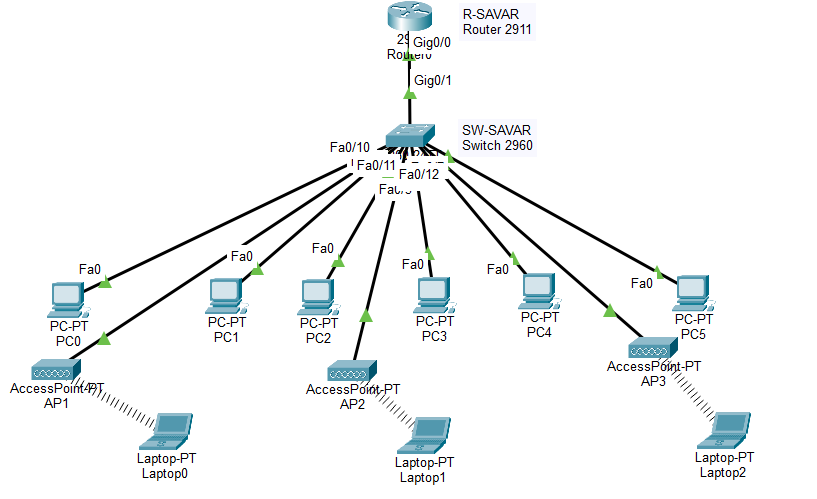 R-SAVAR
Router 2911
Gig0/0
Router0
Gig0/1
SW-SAVAR
Switch 2960
Fa0/10
Fa0/11
Fa0/12
Fa0
Fa0
Fa0
Fa0
Fa0
Fa0
PC-PT
PC0
PC-PT
PC1
PC-PT
PC2
PC-PT
PC3
PC-PT
PC4
PC-PT
PC5
AccessPoint-PT
AP1
AccessPoint-PT
AP2
AccessPoint-PT
AP3
Laptop-PT
Laptop0
Laptop-PT
Laptop1
Laptop-PT
Laptop2